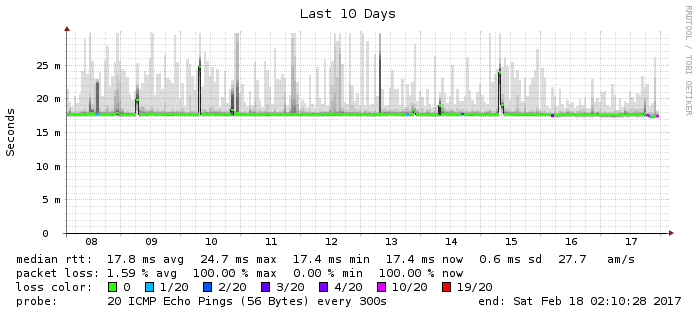 Last 10 Days
RRDTOOL / TOBI OETIKER
Seconds
25 m
20 m
15 m
10 m
5 m
0
08 09 10 11 12 13 14 15 16 17
median rtt: 17.8 ms avg 24.7 ms max 17.4 ms min 17.4 ms now 0.6 ms sd 27.7 am/s
packet loss: 1.59 % avg 100.00 % max 0.00 % min 100.00 % now
loss color: 0 1/20 2/20 3/20 4/20 10/20 19/20
probe: 20 ICMP Echo Pings (56 Bytes) every 300s end: Sat Feb 18 02:10:28 2017